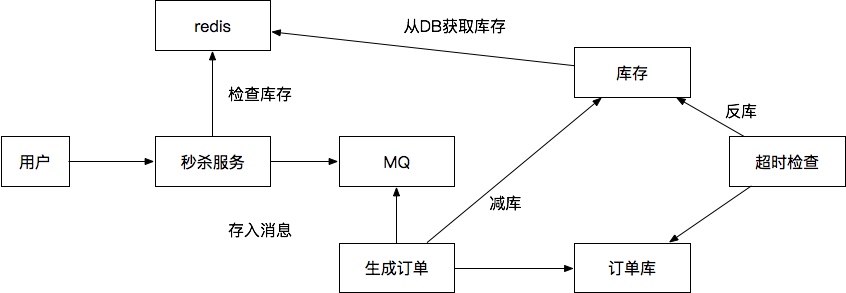 redis
从DB获取库存
库存
检查库存
反库
用户
秒杀服务
MQ
超时检查
减库
存入消息
生成订单
订单库